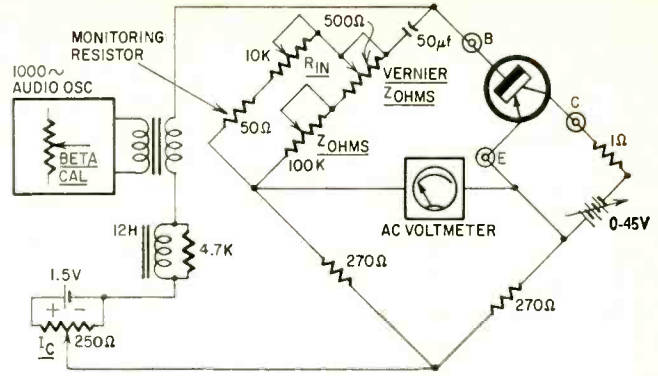 MONITORING
RESISTOR
1000~
AUDIO OSC
BETA
CAL
10K
50Ω
R IN
500Ω
50µf
VERNIER
Z OHMS
Z OHMS
100K
B
C
E
1Ω
0-45V
AC VOLTMETER
12H
4.7K
1.5V
+ -
250Ω
IC
270Ω
270Ω